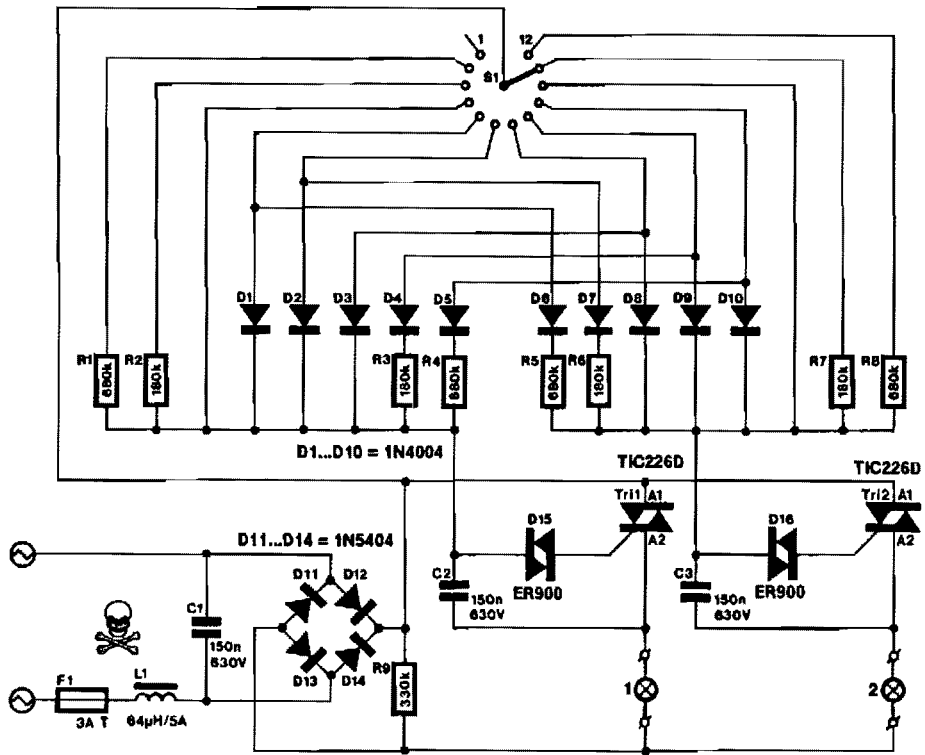 1
12
S1
D1
D2
D3
D4
D5
D6
D7
D8
D9
D10
R1
680k
R2
180k
R3
180k
R4
680k
R5
680k
R6
180k
R7
180k
R8
680k
D1...D10 = 1N4004
TIC226D
TIC226D
Tri1
A1
A2
Tri2
A1
A2
D15
ER900
D16
ER900
D11...D14 = 1N5404
D11
D12
D13
D14
C1
150n
630V
C2
150n
630V
C3
150n
630V
R9
330k
F1
3A T
L1
64µH/5A
1
2